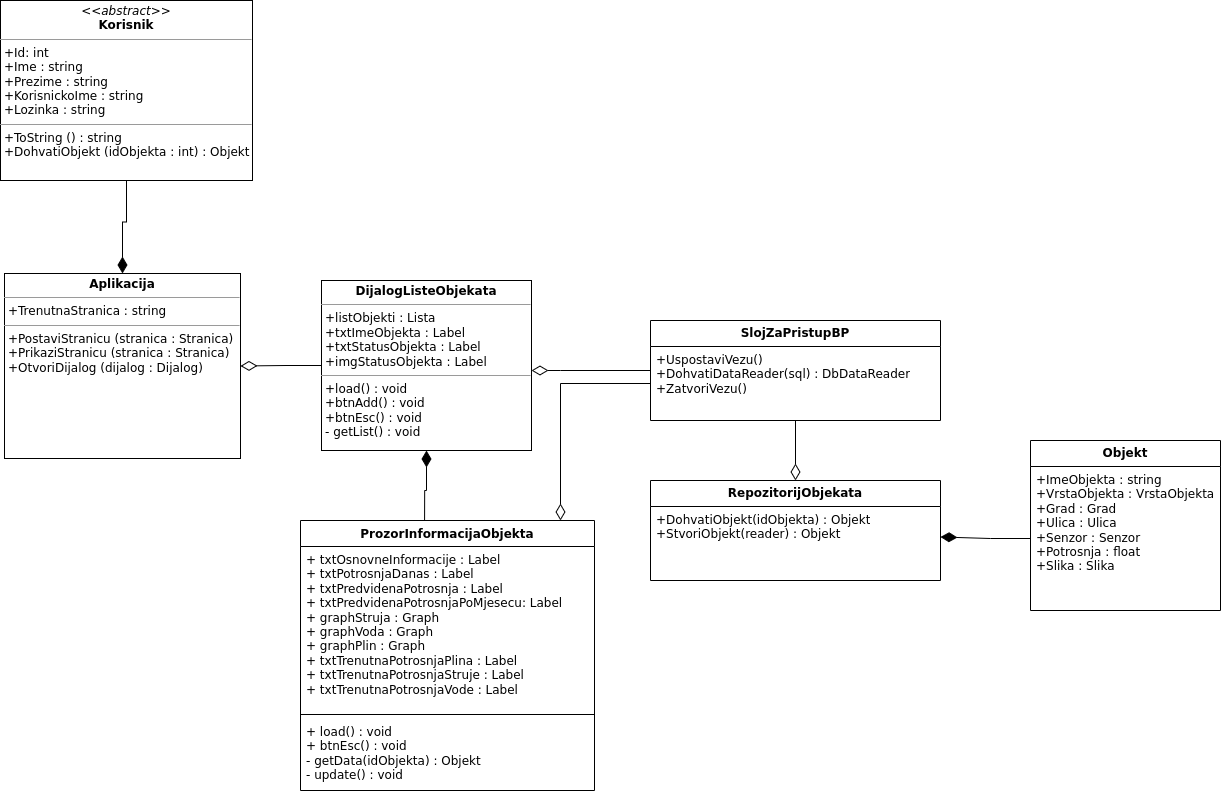 <<abstract>>
Korisnik
+Id: int
+Ime : string
+Prezime : string
+KorisnickoIme : string
+Lozinka : string
+ToString () : string
+DohvatiObjekt (idObjekta : int) : Objekt
Aplikacija
+TrenutnaStranica : string
+PostaviStranicu (stranica : Stranica)
+PrikaziStranicu (stranica : Stranica)
+OtvoriDijalog (dijalog : Dijalog)
DijalogListeObjekata
+listObjekti : Lista
+txtImeObjekta : Label
+txtStatusObjekta : Label
+imgStatusObjekta : Label
+load() : void
+btnAdd() : void
+btnEsc() : void
- getList() : void
SlojZaPristupBP
+UspostaviVezu()
+DohvatiDataReader(sql) : DbDataReader
+ZatvoriVezu()
RepozitorijObjekata
+DohvatiObjekt(idObjekta) : Objekt
+StvoriObjekt(reader) : Objekt
Objekt
+ImeObjekta : string
+VrstaObjekta : VrstaObjekta
+Grad : Grad
+Ulica : Ulica
+Senzor : Senzor
+Potrosnja : float
+Slika : Slika
ProzorInformacijaObjekta
+ txtOsnovneInformacije : Label
+ txtPotrosnjaDanas : Label
+ txtPredvidenaPotrosnja : Label
+ txtPredvidenaPotrosnjaPoMjesecu: Label
+ graphStruja : Graph
+ graphVoda : Graph
+ graphPlin : Graph
+ txtTrenutnaPotrosnjaPlina : Label
+ txtTrenutnaPotrosnjaStruje : Label
+ txtTrenutnaPotrosnjaVode : Label
+ load() : void
+ btnEsc() : void
- getData(idObjekta) : Objekt
- update() : void